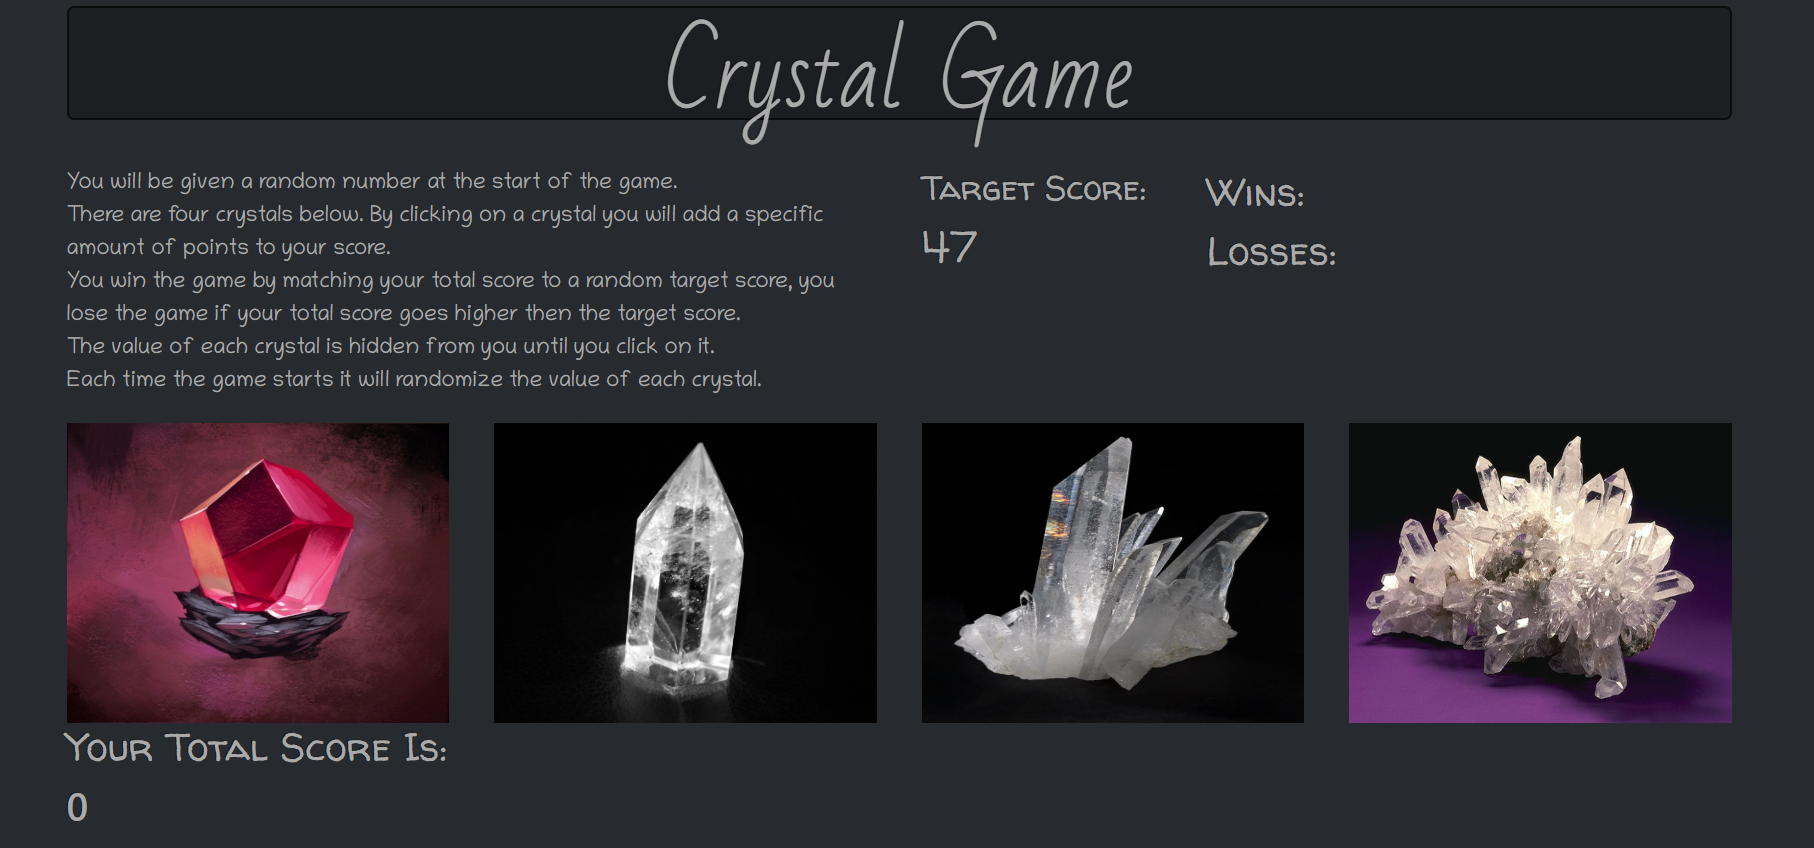 Crystal Game
You will be given a random number at the start of the game.
There are four crystals below. By clicking on a crystal you will add a specific
amount of points to your score.
You win the game by matching your total score to a random target score, you
lose the game if your total score goes higher then the target score.
The value of each crystal is hidden from you until you click on it.
Each time the game starts it will randomize the value of each crystal.
Target Score:
47
Wins:
Losses:
Your Total Score Is:
0